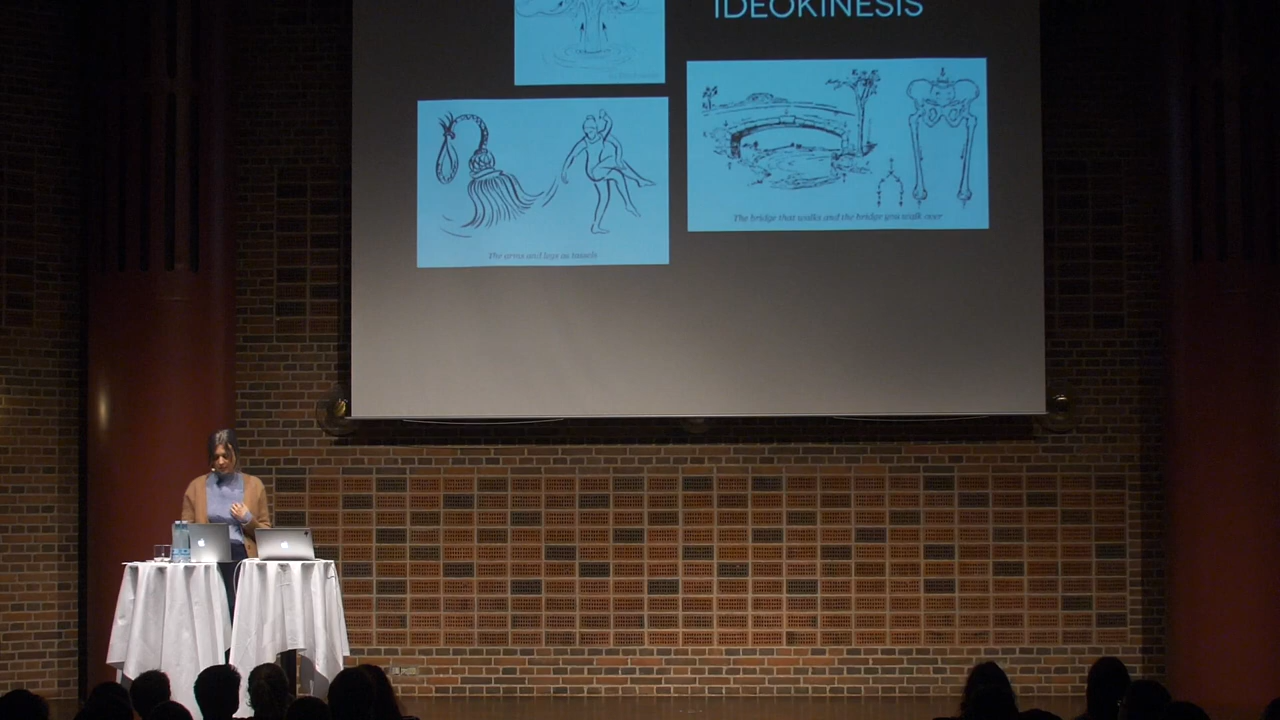 IDEOKINESIS
The arms and legs as tassels
The bridge that walks and the bridge you walk over